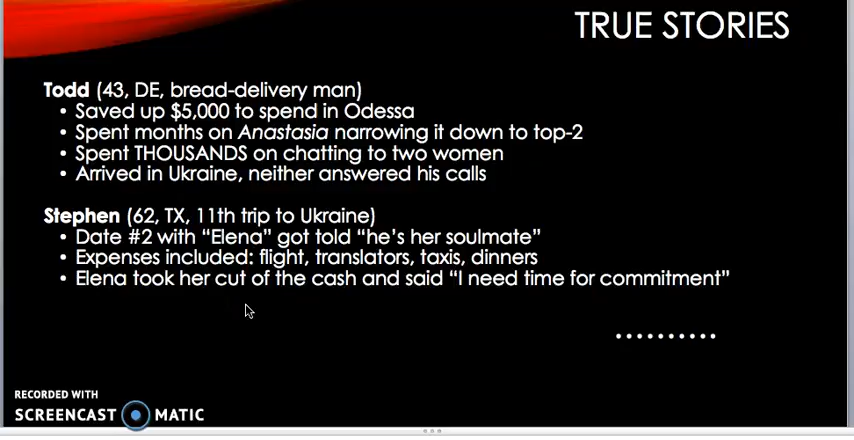 TRUE STORIES
Todd (43, DE, bread-delivery man)
• Saved up $5,000 to spend in Odessa
• Spent months on Anastasia narrowing it down to top-2
• Spent THOUSANDS on chatting to two women
• Arrived in Ukraine, neither answered his calls
Stephen (62, TX, 11th trip to Ukraine)
• Date #2 with “Elena” got told “he’s her soulmate”
• Expenses included: flight, translators, taxis, dinners
• Elena took her cut of the cash and said “I need time for commitment”
..........
RECORDED WITH
SCREENCAST MATIC